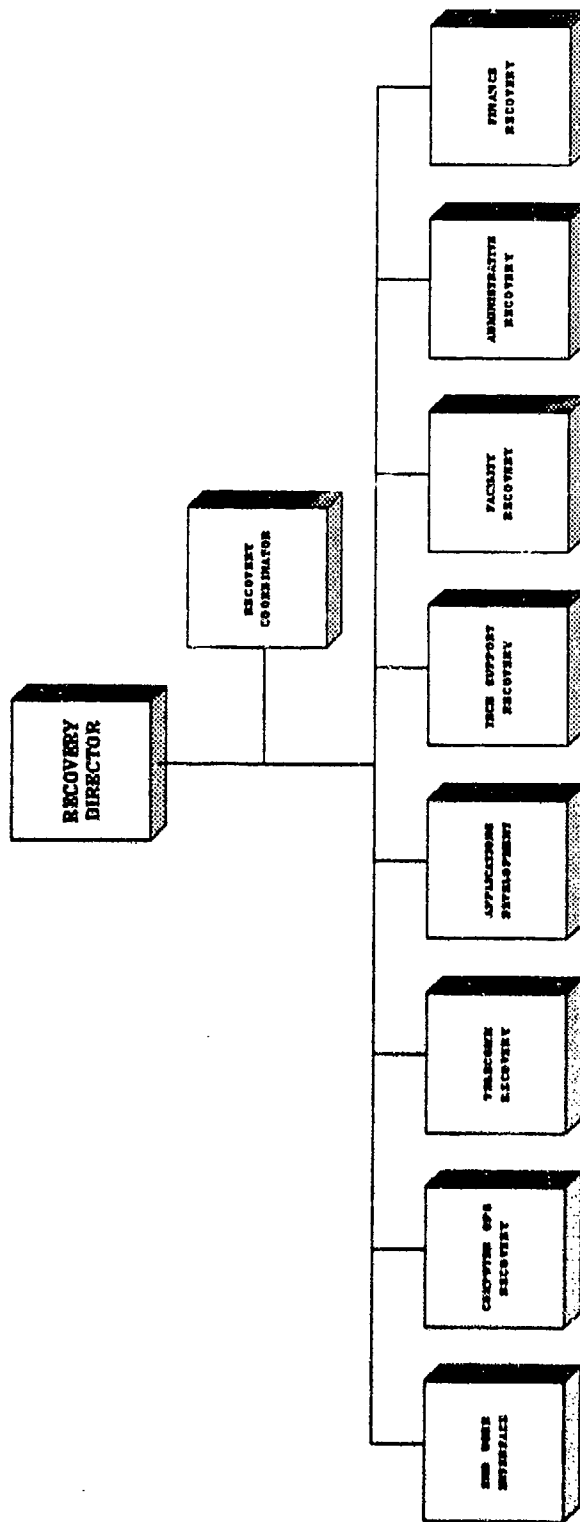 RECOVERY
DIRECTOR
RECOVERY
COORDINATOR
END USER
INTERFACE
COMPUTER OPS
RECOVERY
TELECOMM
RECOVERY
APPLICATIONS
DEVELOPMENT
TECH SUPPORT
RECOVERY
FACILITY
RECOVERY
ADMINISTRATIVE
RECOVERY
FINANCE
RECOVERY